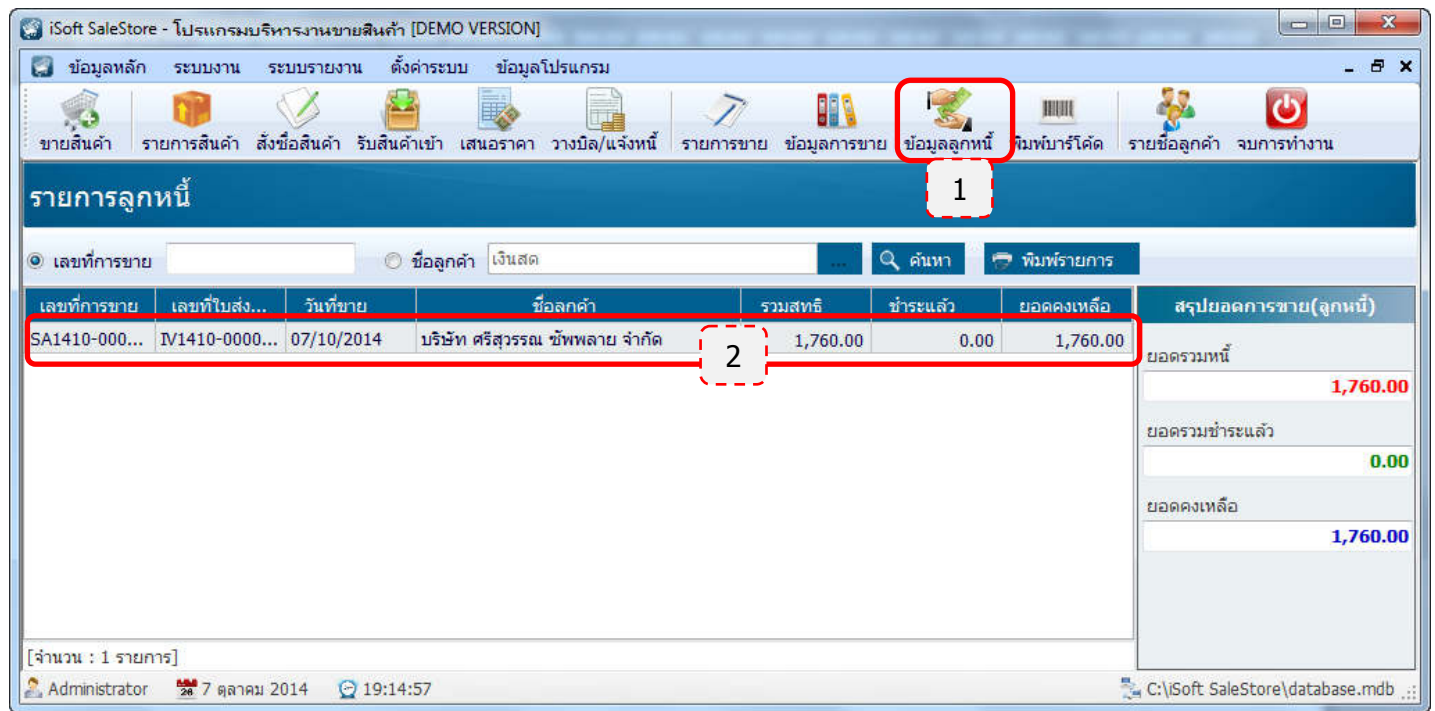 iSoft SaleStore - โปรแกรมบริหารงานขายสินค้า [DEMO VERSION]
ข้อมูลหลัก ระบบงาน ระบบรายงาน ตั้งค่าระบบ ข้อมูลโปรแกรม
ขายสินค้า รายการสินค้า สั่งซื้อสินค้า รับสินค้าเข้า เสนอราคา วางบิล/แจ้งหนี้ รายการขาย ข้อมูลการขาย ข้อมูลลูกหนี้ พิมพ์บาร์โค้ด รายชื่อลูกค้า จบการทำงาน
1
รายการลูกหนี้
เลขที่การขาย ชื่อลูกค้า เงินสด ... ค้นหา พิมพ์รายการ
เลขที่การขาย เลขที่ใบส่ง... วันที่ขาย ชื่อลูกค้า รวมสุทธิ ชำระแล้ว ยอดคงเหลือ สรุปยอดการขาย(ลูกหนี้)
SA1410-000... IV1410-0000... 07/10/2014 บริษัท ศรีสุวรรณ ซัพพลาย จำกัด 1,760.00 0.00 1,760.00
2
ยอดรวมหนี้
1,760.00
ยอดรวมชำระแล้ว
0.00
ยอดคงเหลือ
1,760.00
[จำนวน : 1 รายการ]
Administrator 7 ตุลาคม 2014 19:14:57 C:\iSoft SaleStore\database.mdb